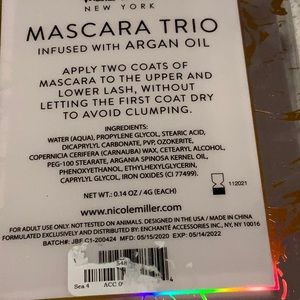 NEW YORK
MASCARA TRIO
INFUSED WITH ARGAN OIL
APPLY TWO COATS OF
MASCARA TO THE UPPER AND
LOWER LASH, WITHOUT
LETTING THE FIRST COAT DRY
TO AVOID CLUMPING.
INGREDIENTS:
WATER (AQUA), PROPYLENE GLYCOL, STEARIC ACID,
DICAPRYLYL CARBONATE, PVP, OZOKERITE,
COPERNICIA CERIFERA (CARNAUBA) WAX, CETEARYL ALCOHOL,
PEG-100 STEARATE, ARGANIA SPINOSA KERNEL OIL,
PHENOXYETHANOL, ETHYLHEXYLGLYCERIN,
CAPRYLYL GLYCOL, IRON OXIDES (CI 77499).
NET WT.: 0.14 OZ / 4G (EACH)
112021
www.nicolemiller.com
FOR ADULT USE ONLY. NOT TESTED ON ANIMALS. DESIGNED IN THE USA / MADE IN CHINA
FORMULATED EXCLUSIVELY AND DISTRIBUTED BY: ENCHANTÉ ACCESSORIES INC., NY, NY 10016
BATCH#: JBF C1-200424 MFD: 05/15/2020 EXP: 05/14/2022
548
Sea.4 ACC